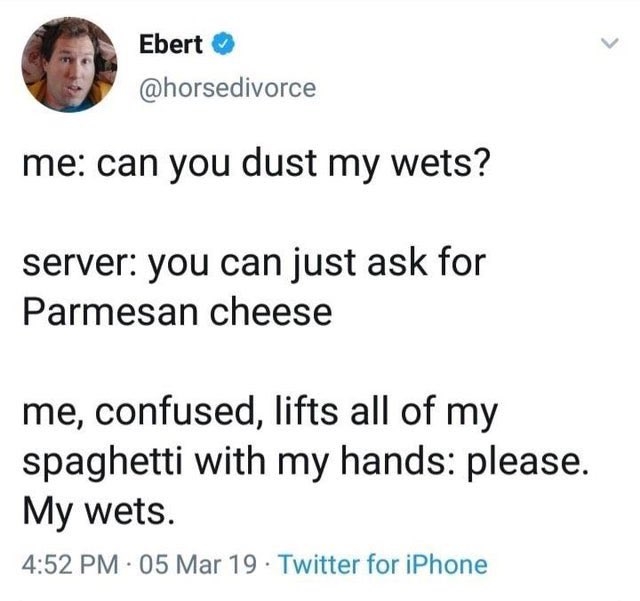 Ebert
@horsedivorce
me: can you dust my wets?
server: you can just ask for
Parmesan cheese
me, confused, lifts all of my
spaghetti with my hands: please.
My wets.
4:52 PM · 05 Mar 19 · Twitter for iPhone